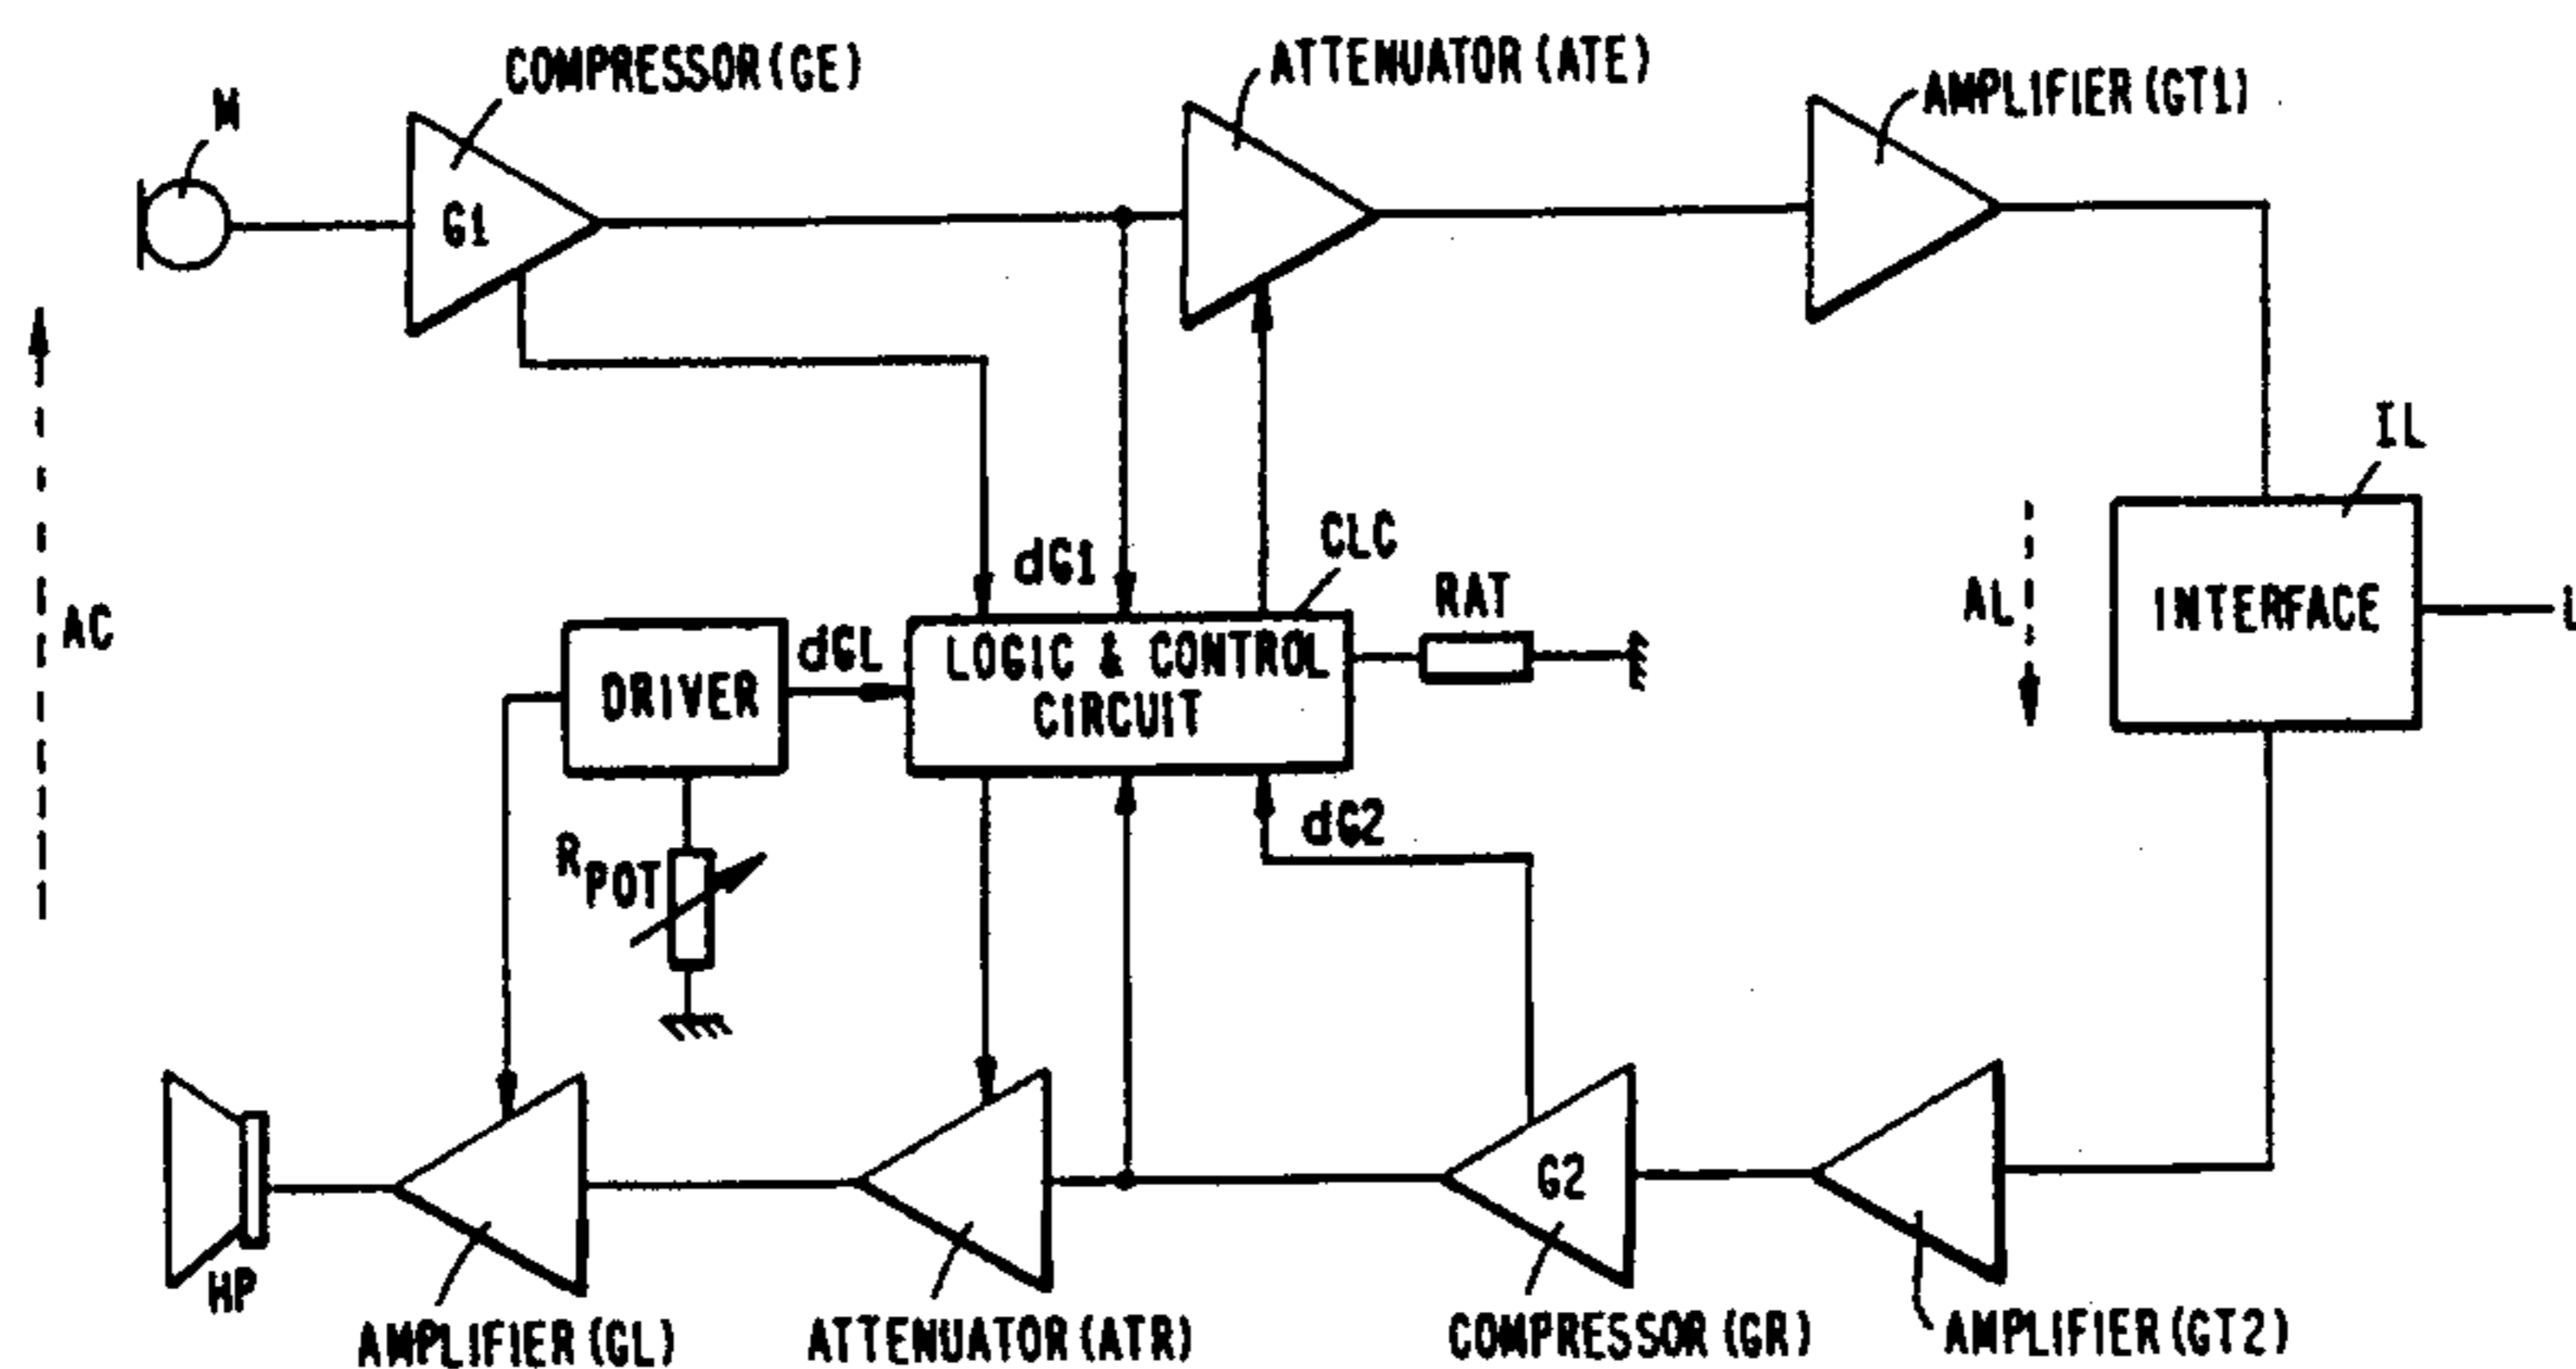 COMPRESSOR(GE)
ATTENUATOR(ATE)
AMPLIFIER(GT1)
M
G1
IL
dG1
CLC
RAT
AC
AL
INTERFACE
L
DRIVER
dGL
LOGIC & CONTROL
CIRCUIT
dG2
RPOT
G2
HP
AMPLIFIER(GL)
ATTENUATOR(ATR)
COMPRESSOR(GR)
AMPLIFIER(GT2)